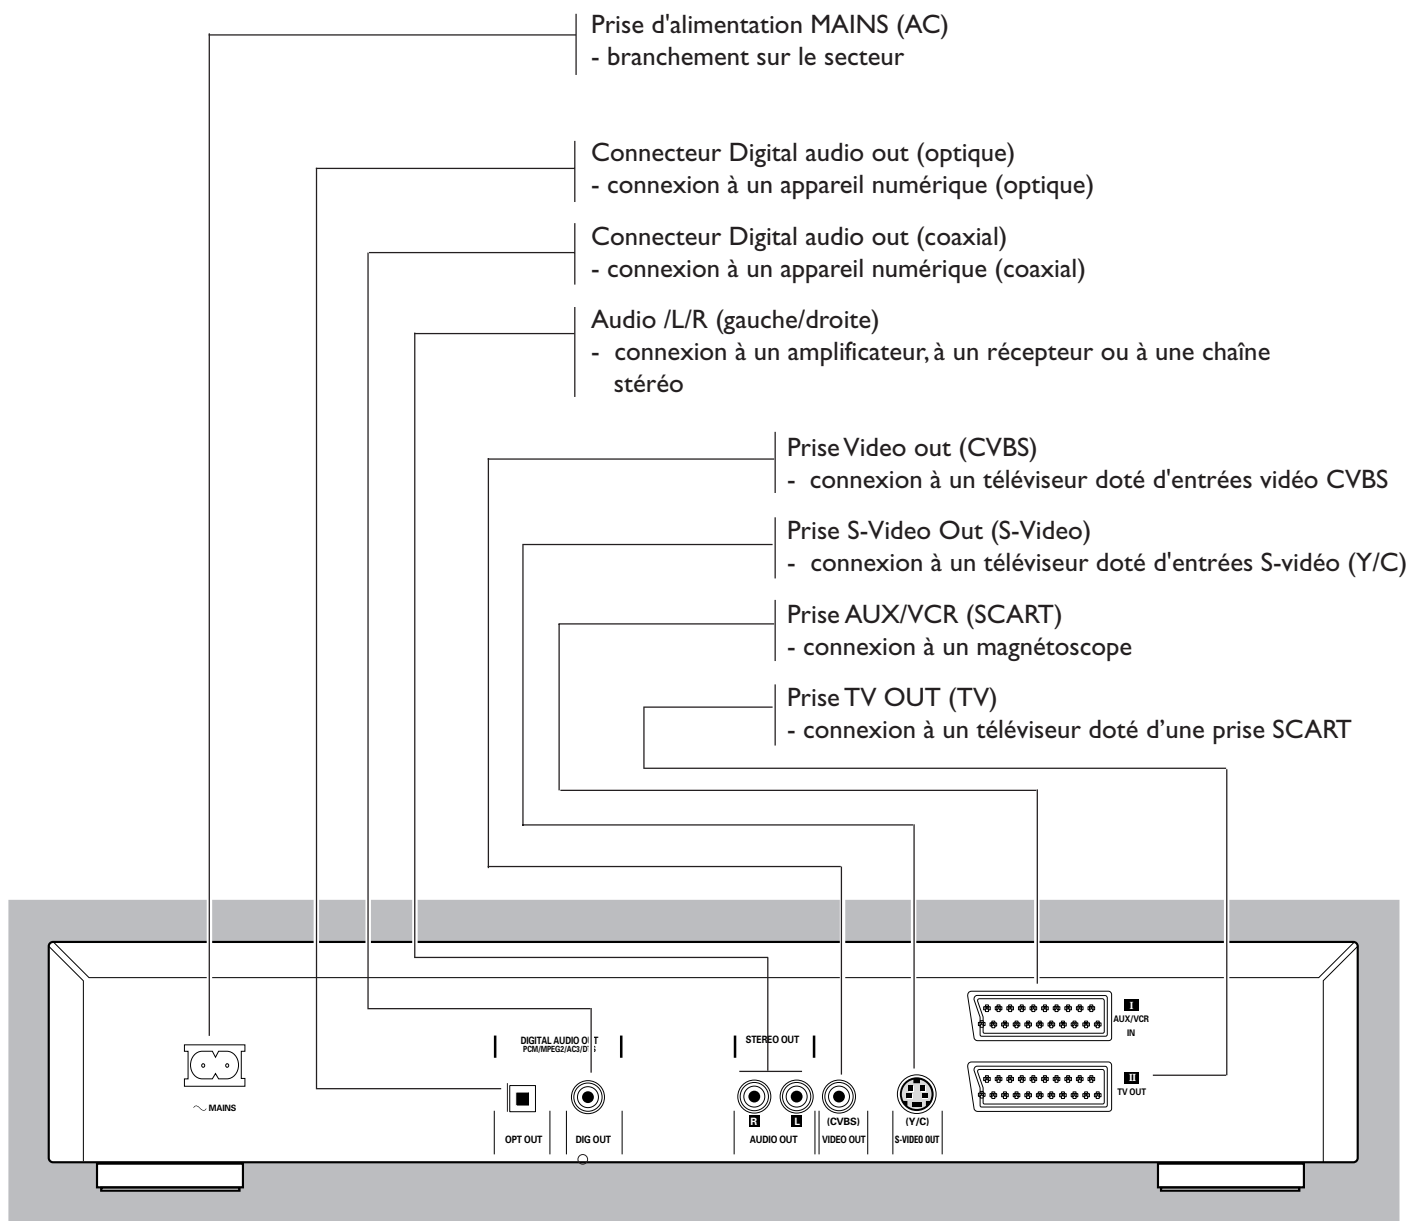 Prise d'alimentation MAINS (AC)
- branchement sur le secteur
Connecteur Digital audio out (optique)
- connexion à un appareil numérique (optique)
Connecteur Digital audio out (coaxial)
- connexion à un appareil numérique (coaxial)
Audio /L/R (gauche/droite)
- connexion à un amplificateur, à un récepteur ou à une chaîne
stéréo
Prise Video out (CVBS)
- connexion à un téléviseur doté d'entrées vidéo CVBS
Prise S-Video Out (S-Video)
- connexion à un téléviseur doté d'entrées S-vidéo (Y/C)
Prise AUX/VCR (SCART)
- connexion à un magnétoscope
Prise TV OUT (TV)
- connexion à un téléviseur doté d’une prise SCART
I
AUX/VCR
IN
DIGITAL AUDIO OUT
PCM/MPEG2/AC3/DTS
STEREO OUT
II
TV OUT
~ MAINS
R
L
(CVBS)
(Y/C)
OPT OUT
DIG OUT
AUDIO OUT
VIDEO OUT
S-VIDEO OUT